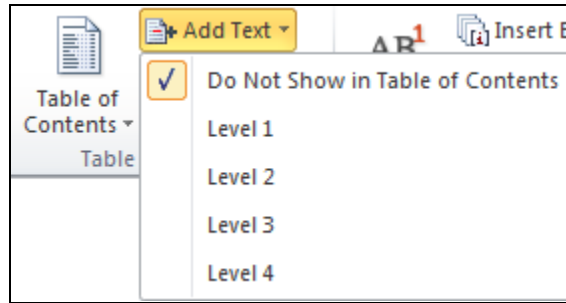 Add Text
AB1
Insert E
Table of
Contents
Table
Do Not Show in Table of Contents
Level 1
Level 2
Level 3
Level 4